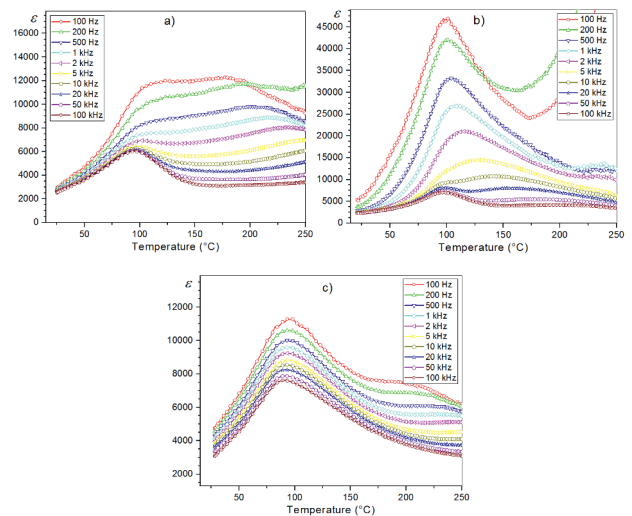 ε
a)
16000
14000
12000
10000
8000
6000
4000
2000
0
50
100
150
200
250
Temperature (°C)
100 Hz
200 Hz
500 Hz
1 kHz
2 kHz
5 kHz
10 kHz
20 kHz
50 kHz
100 kHz
ε
b)
45000
40000
35000
30000
25000
20000
15000
10000
5000
0
50
100
150
200
250
Temperature (°C)
100 Hz
200 Hz
500 Hz
1 kHz
2 kHz
5 kHz
10 kHz
20 kHz
50 kHz
100 kHz
ε
c)
12000
10000
8000
6000
4000
2000
50
100
150
200
250
Temperature (°C)
100 Hz
200 Hz
500 Hz
1 kHz
2 kHz
5 kHz
10 kHz
20 kHz
50 kHz
100 kHz